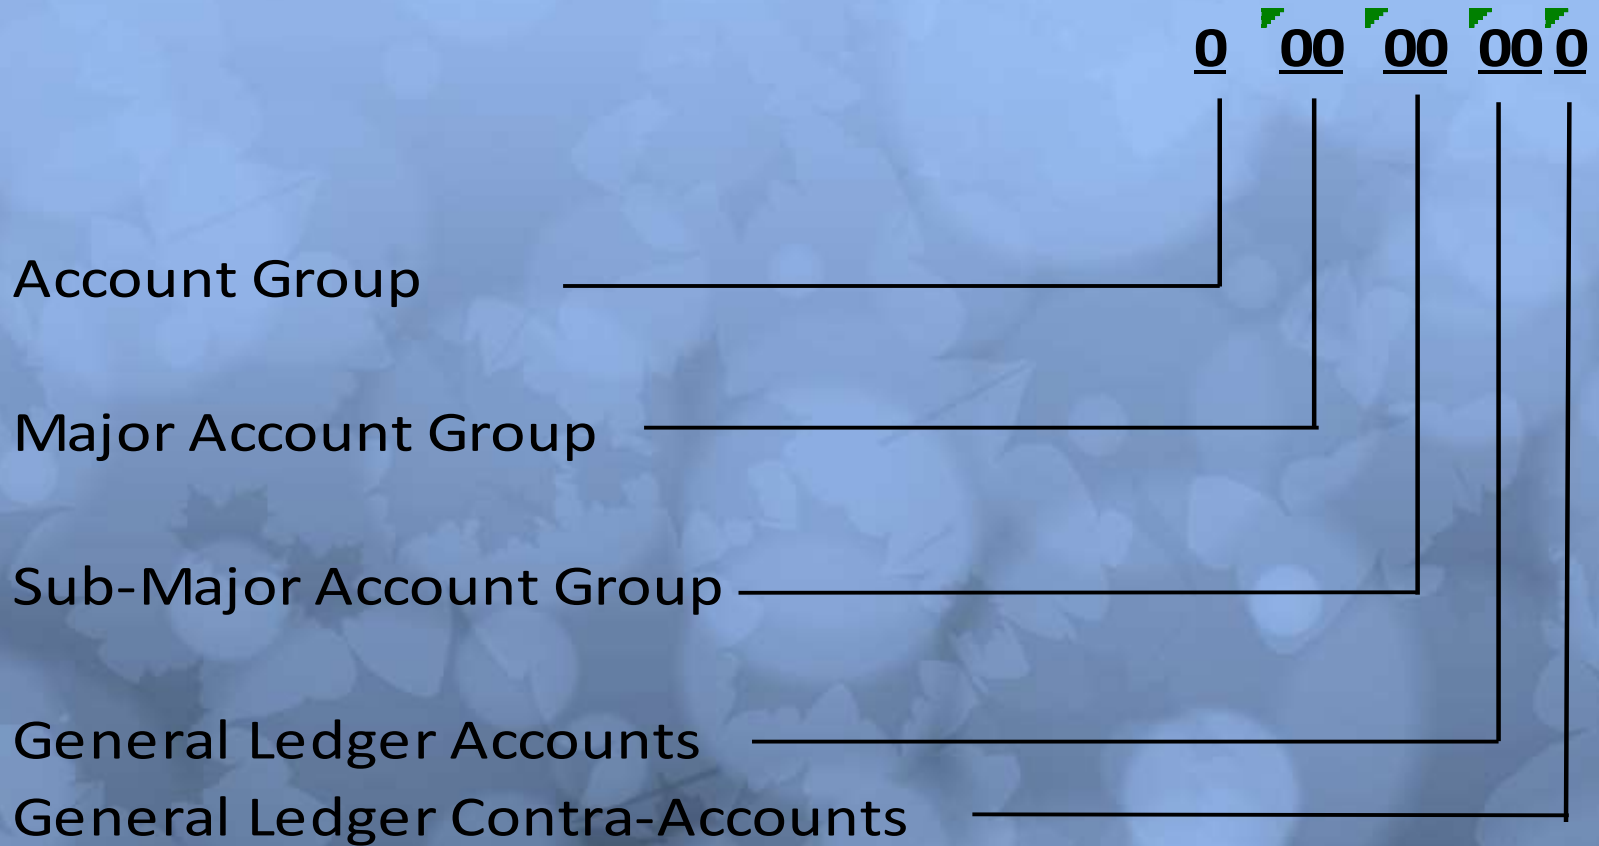 0 00 00 00 0
Account Group
Major Account Group
Sub-Major Account Group
General Ledger Accounts
General Ledger Contra-Accounts